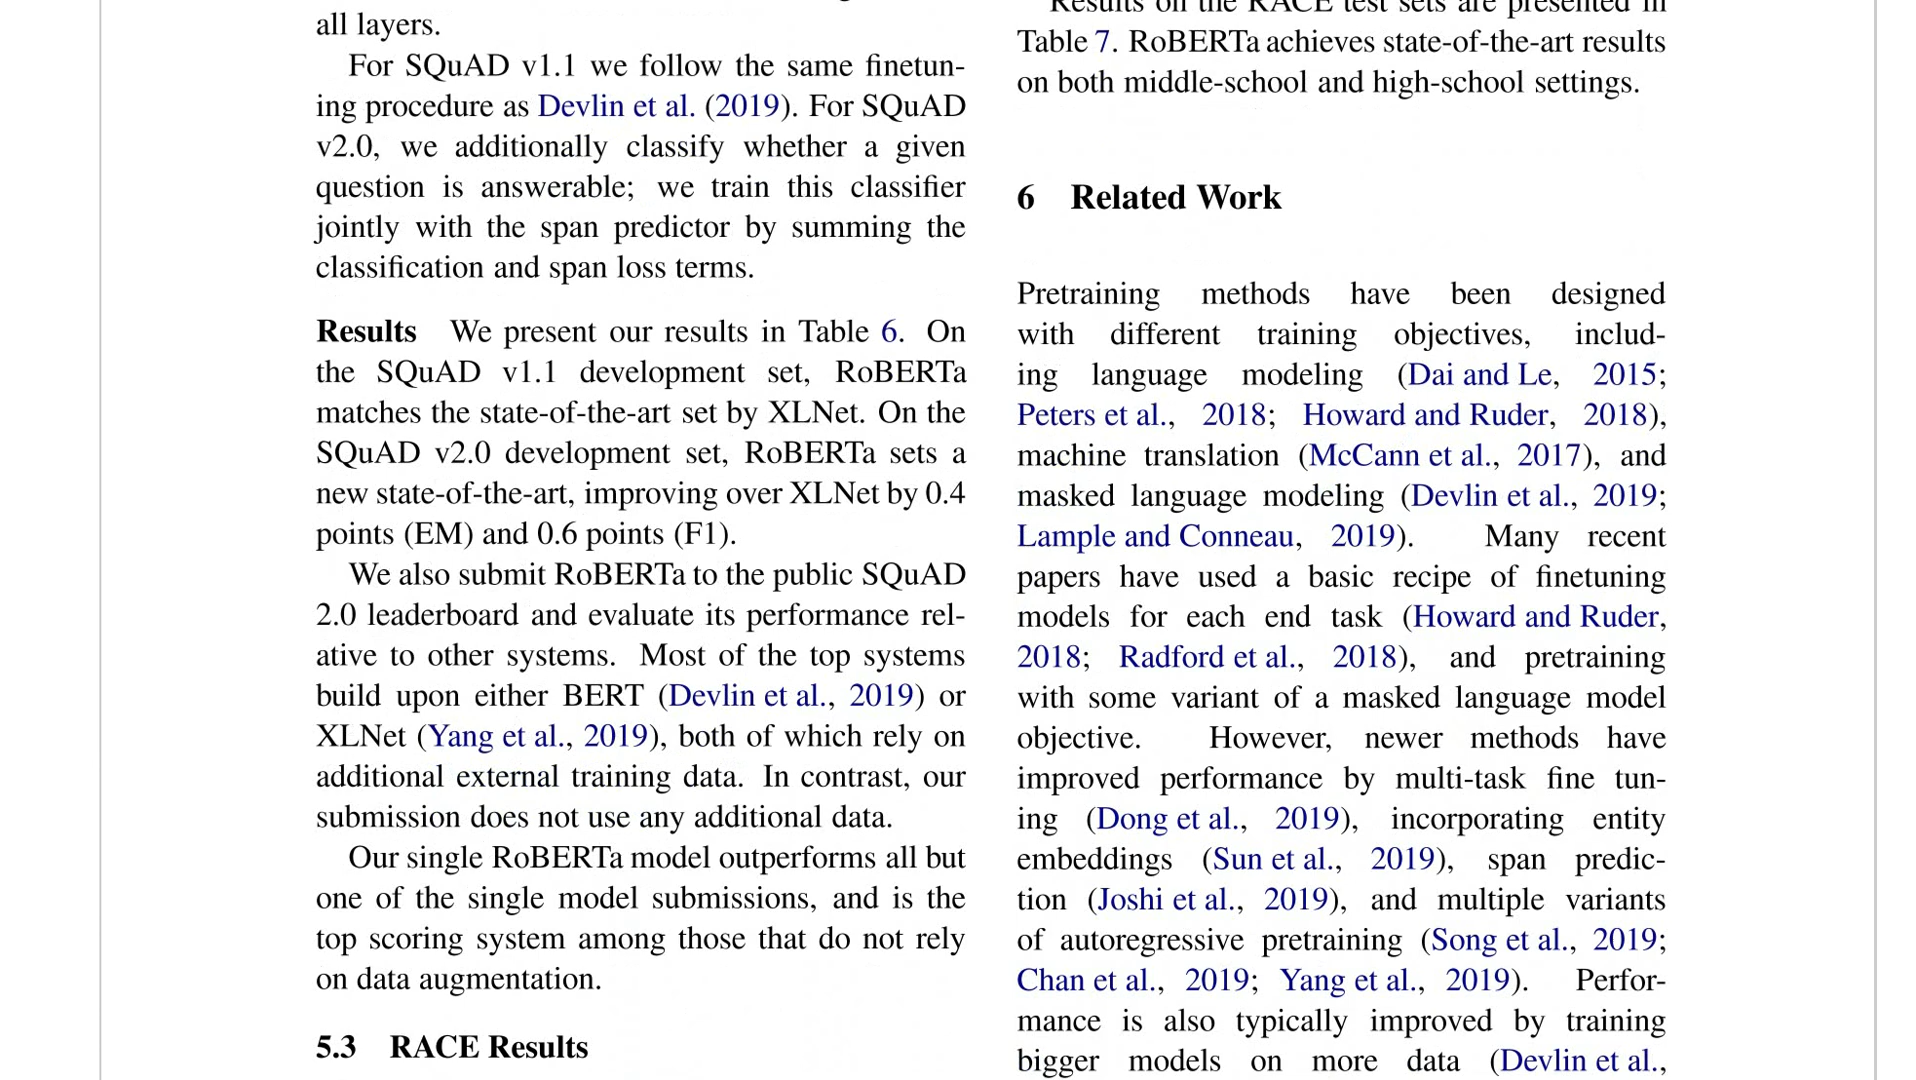 all layers.
For SQuAD v1.1 we follow the same finetun-
ing procedure as Devlin et al. (2019). For SQuAD
v2.0, we additionally classify whether a given
question is answerable; we train this classifier
jointly with the span predictor by summing the
classification and span loss terms.
Results We present our results in Table 6. On
the SQuAD v1.1 development set, RoBERTa
matches the state-of-the-art set by XLNet. On the
SQuAD v2.0 development set, RoBERTa sets a
new state-of-the-art, improving over XLNet by 0.4
points (EM) and 0.6 points (F1).
We also submit RoBERTa to the public SQuAD
2.0 leaderboard and evaluate its performance rel-
ative to other systems. Most of the top systems
build upon either BERT (Devlin et al., 2019) or
XLNet (Yang et al., 2019), both of which rely on
additional external training data. In contrast, our
submission does not use any additional data.
Our single RoBERTa model outperforms all but
one of the single model submissions, and is the
top scoring system among those that do not rely
on data augmentation.
5.3 RACE Results
Results on the RACE test sets are presented in
Table 7. RoBERTa achieves state-of-the-art results
on both middle-school and high-school settings.
6 Related Work
Pretraining methods have been designed
with different training objectives, includ-
ing language modeling (Dai and Le, 2015;
Peters et al., 2018; Howard and Ruder, 2018),
machine translation (McCann et al., 2017), and
masked language modeling (Devlin et al., 2019;
Lample and Conneau, 2019). Many recent
papers have used a basic recipe of finetuning
models for each end task (Howard and Ruder,
2018; Radford et al., 2018), and pretraining
with some variant of a masked language model
objective. However, newer methods have
improved performance by multi-task fine tun-
ing (Dong et al., 2019), incorporating entity
embeddings (Sun et al., 2019), span predic-
tion (Joshi et al., 2019), and multiple variants
of autoregressive pretraining (Song et al., 2019;
Chan et al., 2019; Yang et al., 2019). Perfor-
mance is also typically improved by training
bigger models on more data (Devlin et al.,